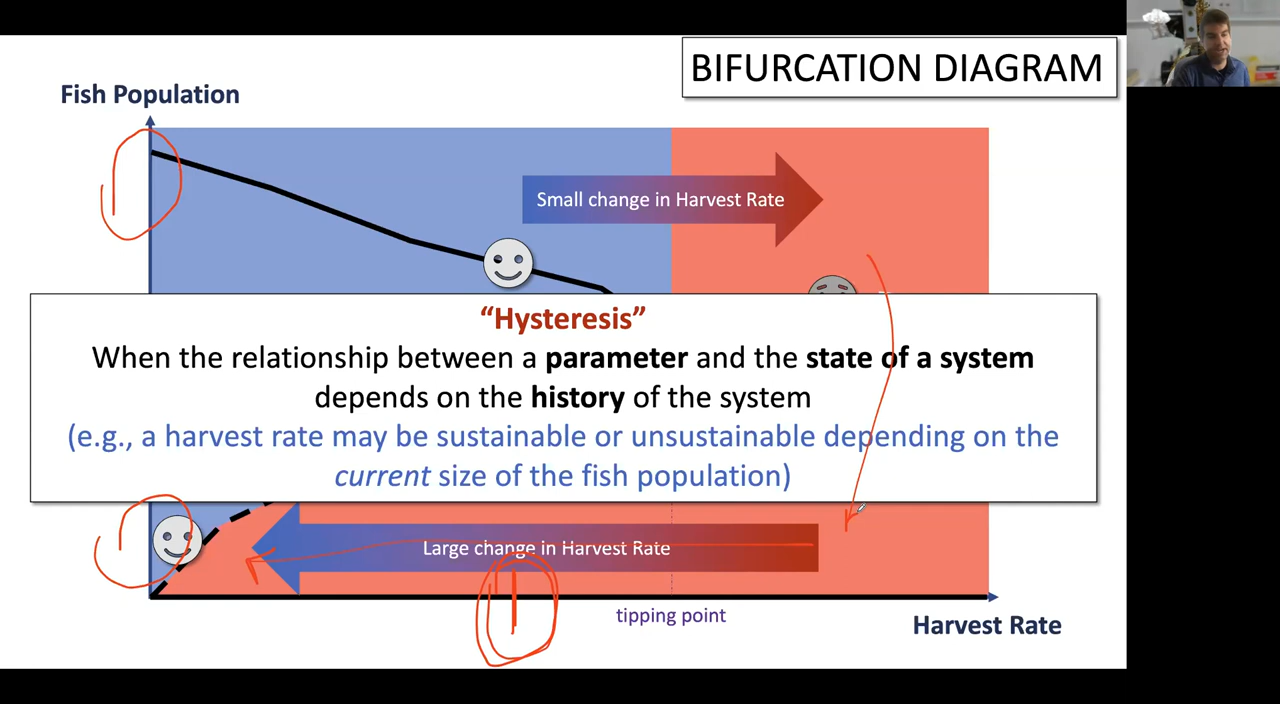 BIFURCATION DIAGRAM
Fish Population
Small change in Harvest Rate
“Hysteresis”
When the relationship between a parameter and the state of a system
depends on the history of the system
(e.g., a harvest rate may be sustainable or unsustainable depending on the
current size of the fish population)
Large change in Harvest Rate
tipping point
Harvest Rate